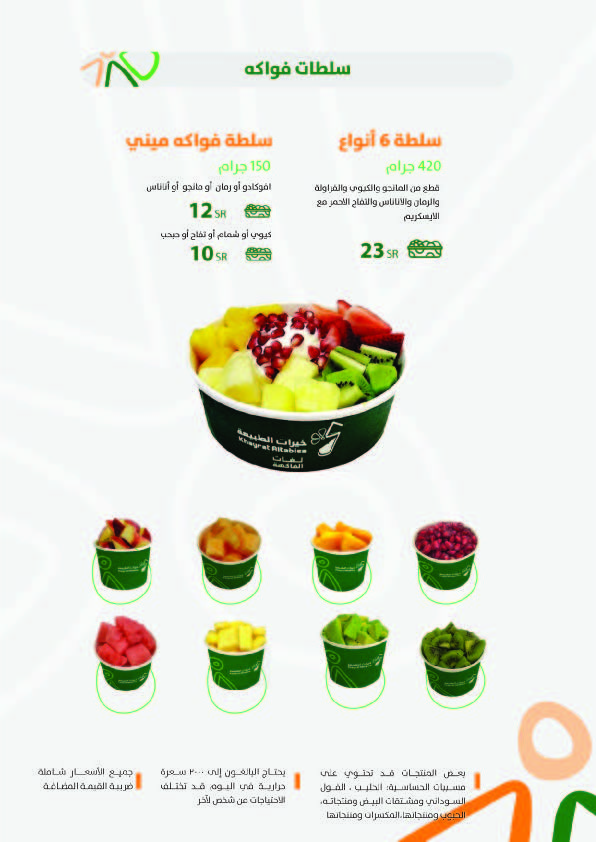 سلطات فواكه
سلطة 6 أنواع
420 جرام
قطع من المانجو والكيوي والفراولة
والرمان والاناناس والتفاح الاحمر مع
الايسكريم
23 SR
سلطة فواكه ميني
150 جرام
افوكادو أو رمان أو مانجو أو أناناس
12 SR
كيوي أو شمام أو تفاح أو حبحب
10 SR
خيرات الطبيعة
Khayrat Altabiea
لغات
الفاكهة
بعض المنتجات قد تحتوي على
مسببات الحساسية: الحليب ، الفول
السوداني ومشتقات البيض ومنتجاته،
الحبوب ومنتجاتها،المكسرات ومنتجاتها
يحتاج البالغون إلى ٢٠٠٠ سعرة
حرارية في اليوم، قد تختلف
الاحتياجات من شخص لآخر
جميع الأسعار شاملة
ضريبة القيمة المضافة